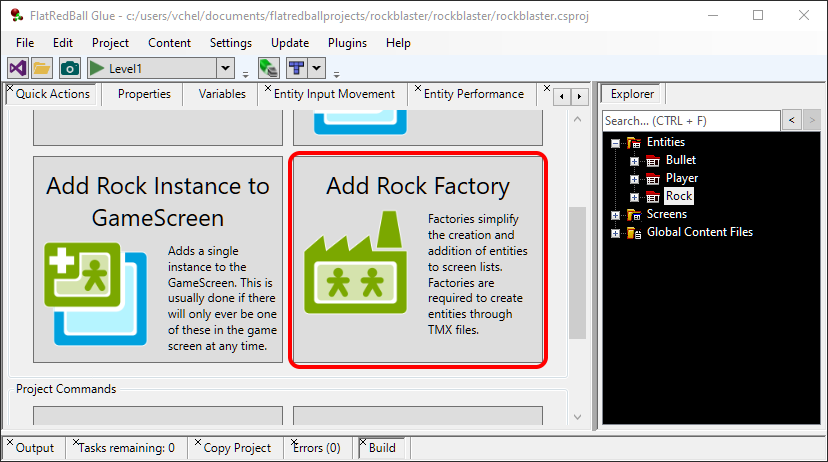 FlatRedBall Glue - c:/users/vchel/documents/flatredballprojects/rockblaster/rockblaster/rockblaster.csproj
File Edit Project Content Settings Update Plugins Help
Level1
Quick Actions Properties Variables Entity Input Movement Entity Performance
Explorer
Search... (CTRL + F) < >
Entities
Bullet
Player
Rock
Screens
Global Content Files
Add Rock Instance to
GameScreen
Adds a single
instance to the
GameScreen. This is
usually done if there
will only ever be one
of these in the game
screen at any time.
Add Rock Factory
Factories simplify
the creation and
addition of entities
to screen lists.
Factories are
required to create
entities through
TMX files.
Project Commands
Output Tasks remaining: 0 Copy Project Errors (0) Build